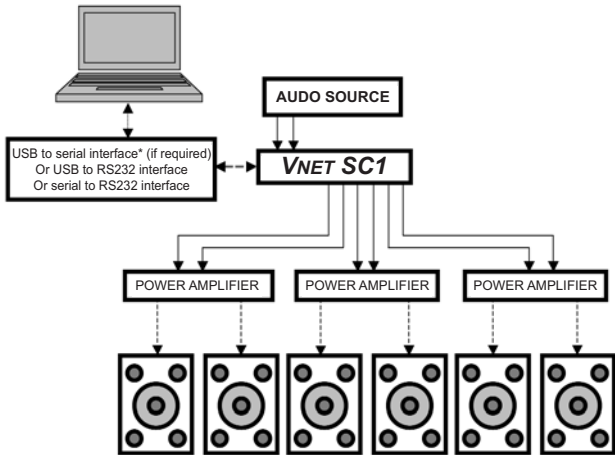 AUDO SOURCE
USB to serial interface* (if required)
Or USB to RS232 interface
Or serial to RS232 interface
VNET SC1
POWER AMPLIFIER
POWER AMPLIFIER
POWER AMPLIFIER